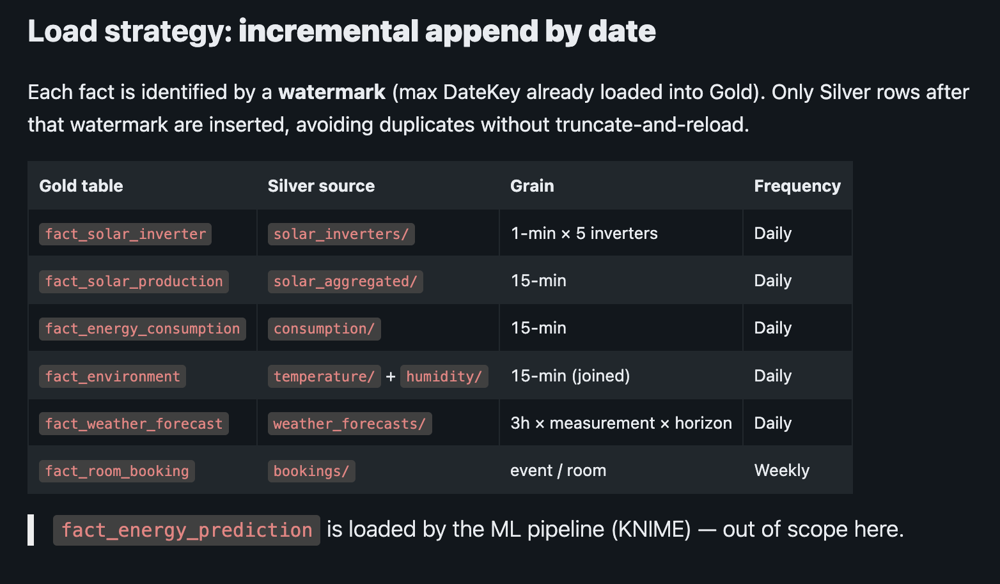 Load strategy: incremental append by date
Each fact is identified by a watermark (max DateKey already loaded into Gold). Only Silver rows after
that watermark are inserted, avoiding duplicates without truncate-and-reload.
Gold table Silver source Grain Frequency
fact_solar_inverter solar_inverters/ 1-min × 5 inverters Daily
fact_solar_production solar_aggregated/ 15-min Daily
fact_energy_consumption consumption/ 15-min Daily
fact_environment temperature/ + humidity/ 15-min (joined) Daily
fact_weather_forecast weather_forecasts/ 3h × measurement × horizon Daily
fact_room_booking bookings/ event / room Weekly
fact_energy_prediction is loaded by the ML pipeline (KNIME) — out of scope here.